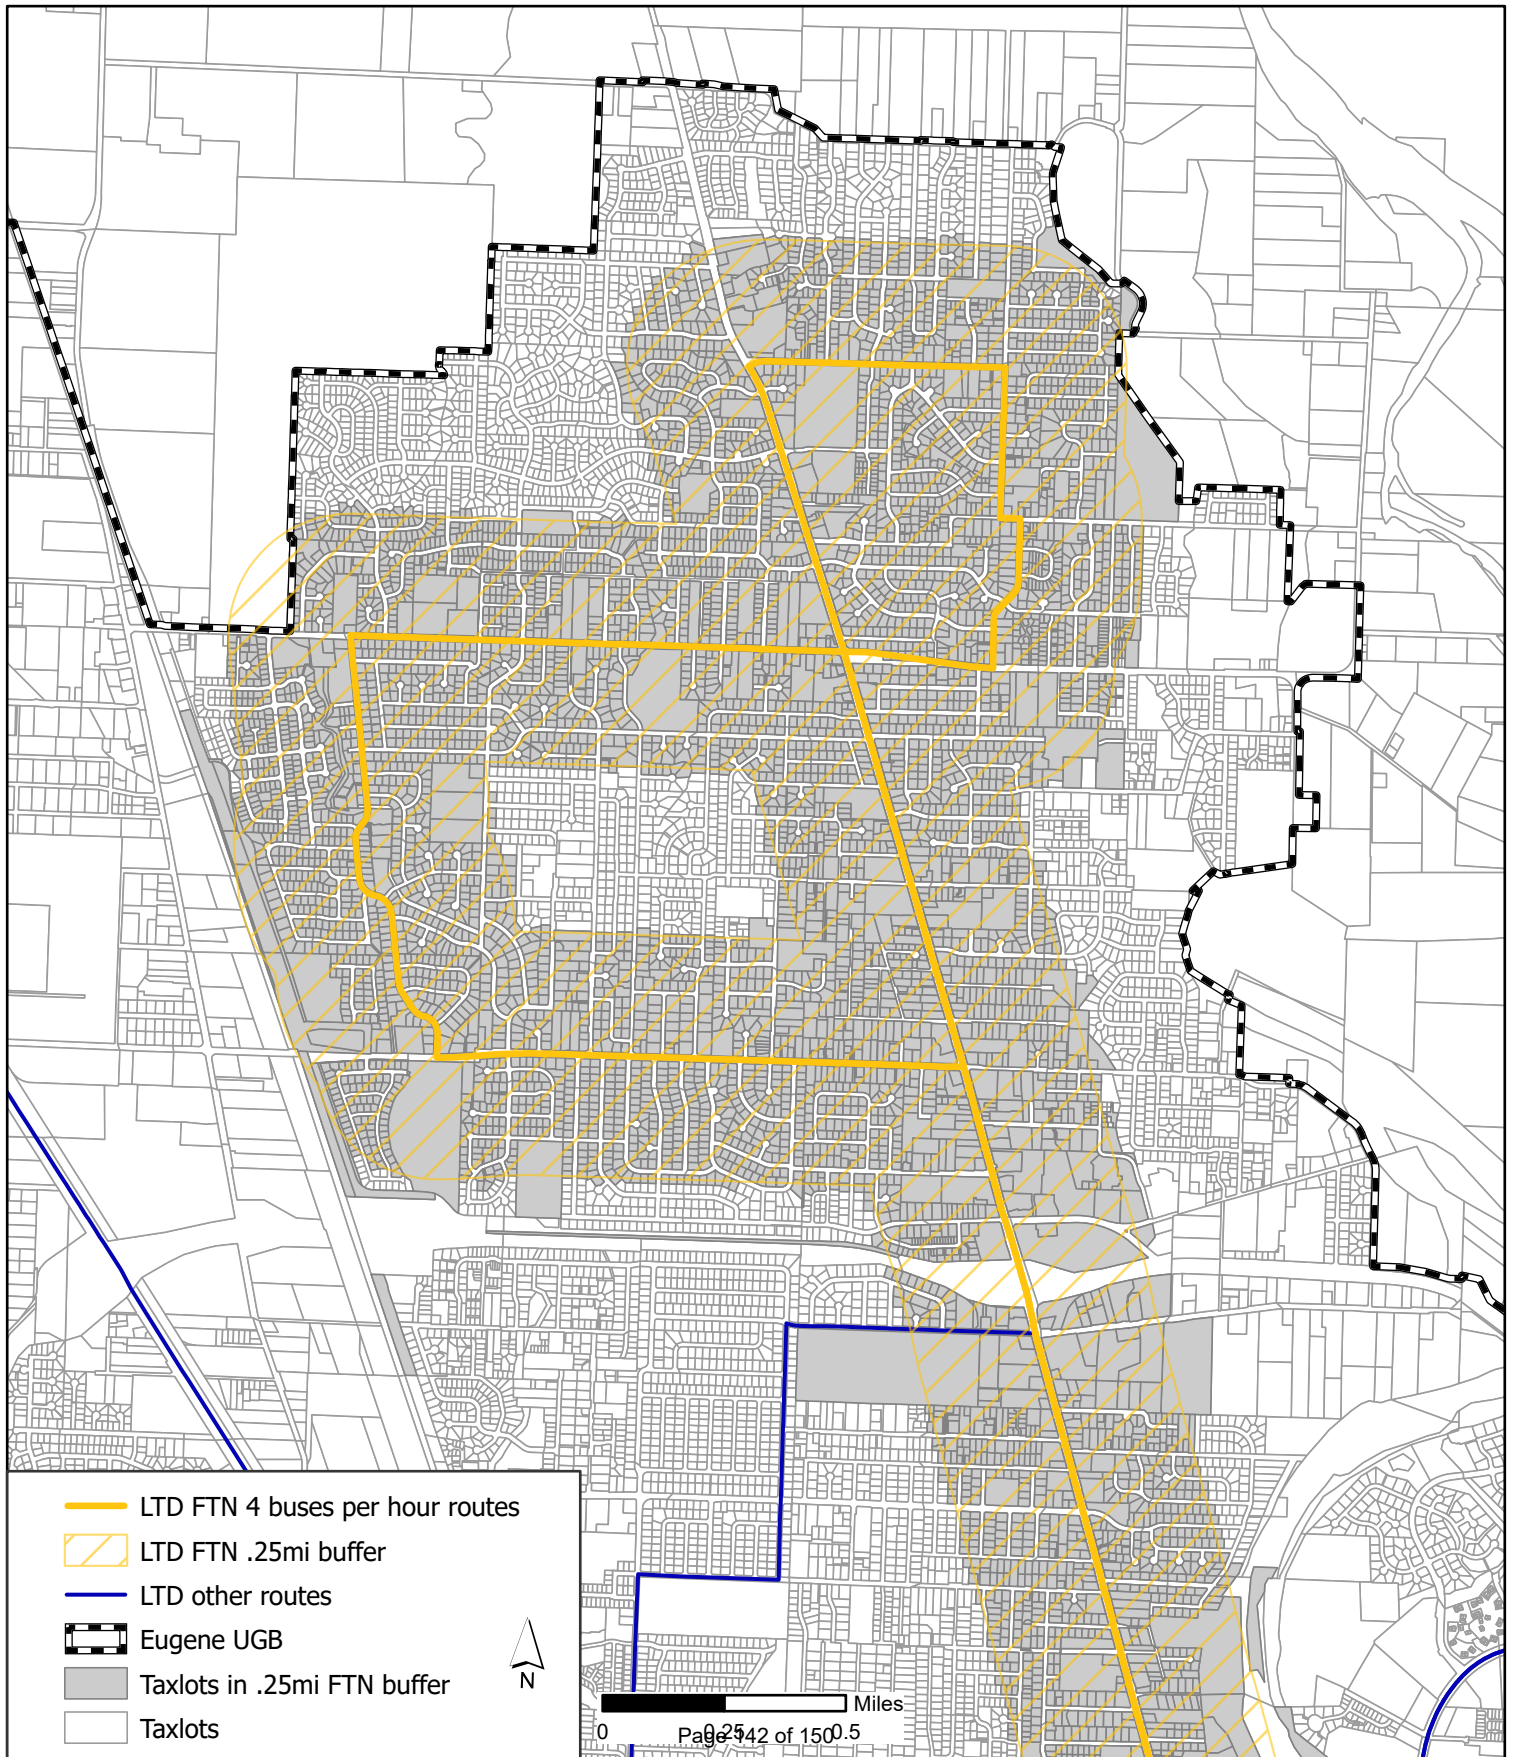 LTD FTN 4 buses per hour routes
LTD FTN .25mi buffer
LTD other routes
Eugene UGB
Taxlots in .25mi FTN buffer
Taxlots
N
Miles
0 0.25 0.5
Page 142 of 150